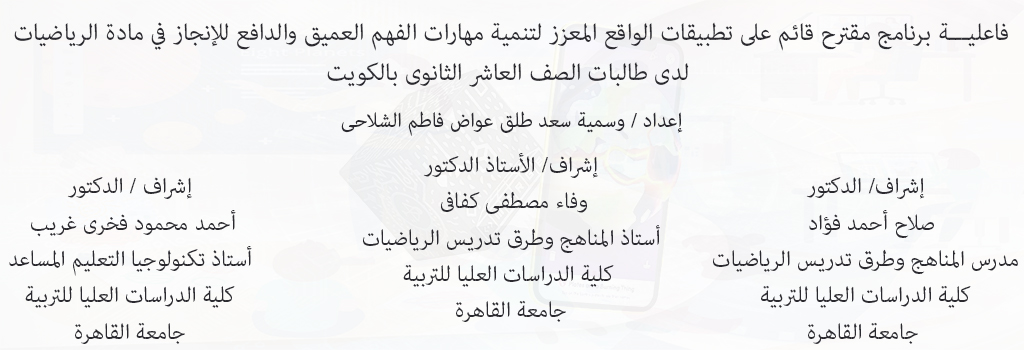 فاعليـــة برنامج مقترح قائم على تطبيقات الواقع المعزز لتنمية مهارات الفهم العميق والدافع للإنجاز في مادة الرياضيات
لدى طالبات الصف العاشر الثانوى بالكويت
إعداد / وسمية سعد طلق عواض فاطم الشلاحى
إشراف/ الدكتور
صلاح أحمد فؤاد
مدرس المناهج وطرق تدريس الرياضيات
كلية الدراسات العليا للتربية
جامعة القاهرة
إشراف/ الأستاذ الدكتور
وفاء مصطفى كفافى
أستاذ المناهج وطرق تدريس الرياضيات
كلية الدراسات العليا للتربية
جامعة القاهرة
إشراف / الدكتور
أحمد محمود فخرى غريب
أستاذ تكنولوجيا التعليم المساعد
كلية الدراسات العليا للتربية
جامعة القاهرة